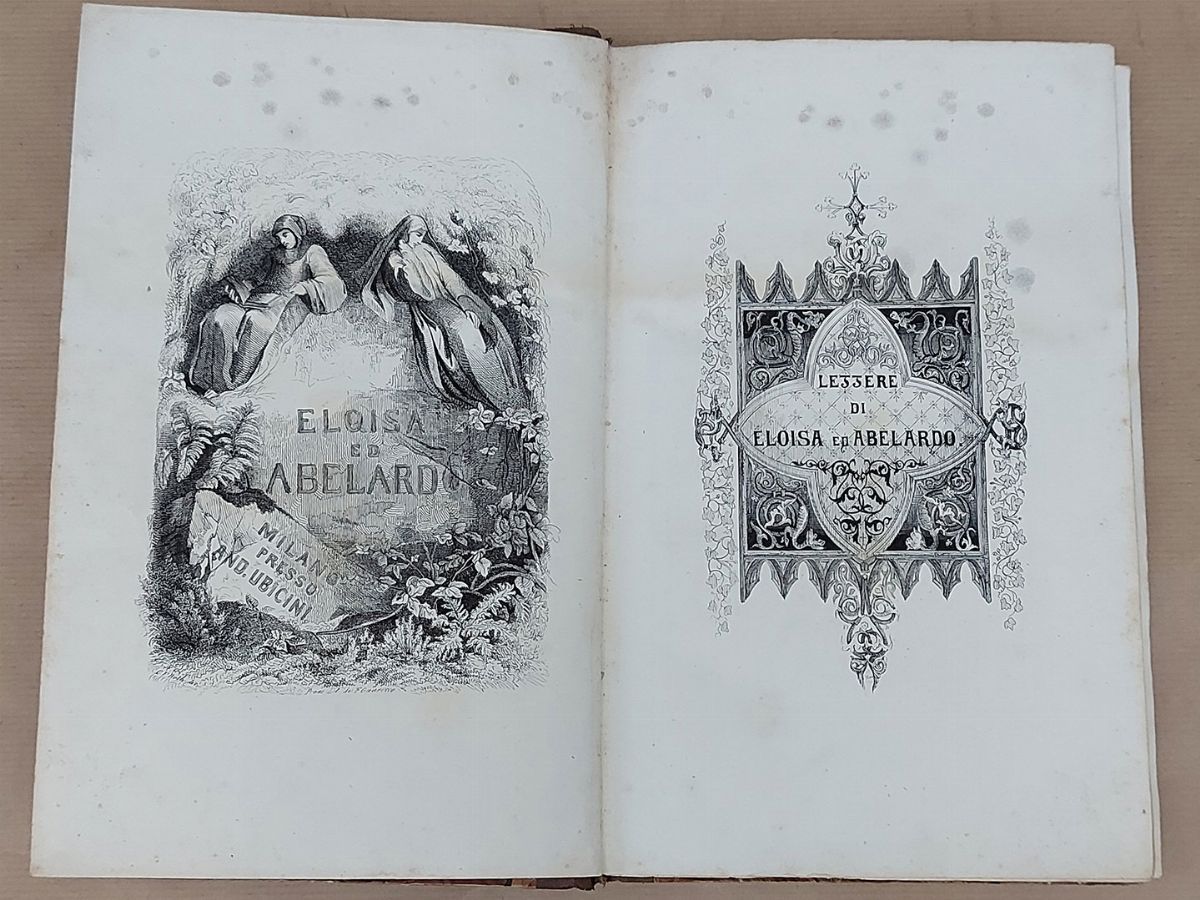 ELOISA
ED
ABELARDO
MILANO
PRESSO
AND. UBICINI
LETTERE
DI
ELOISA ED ABELARDO.